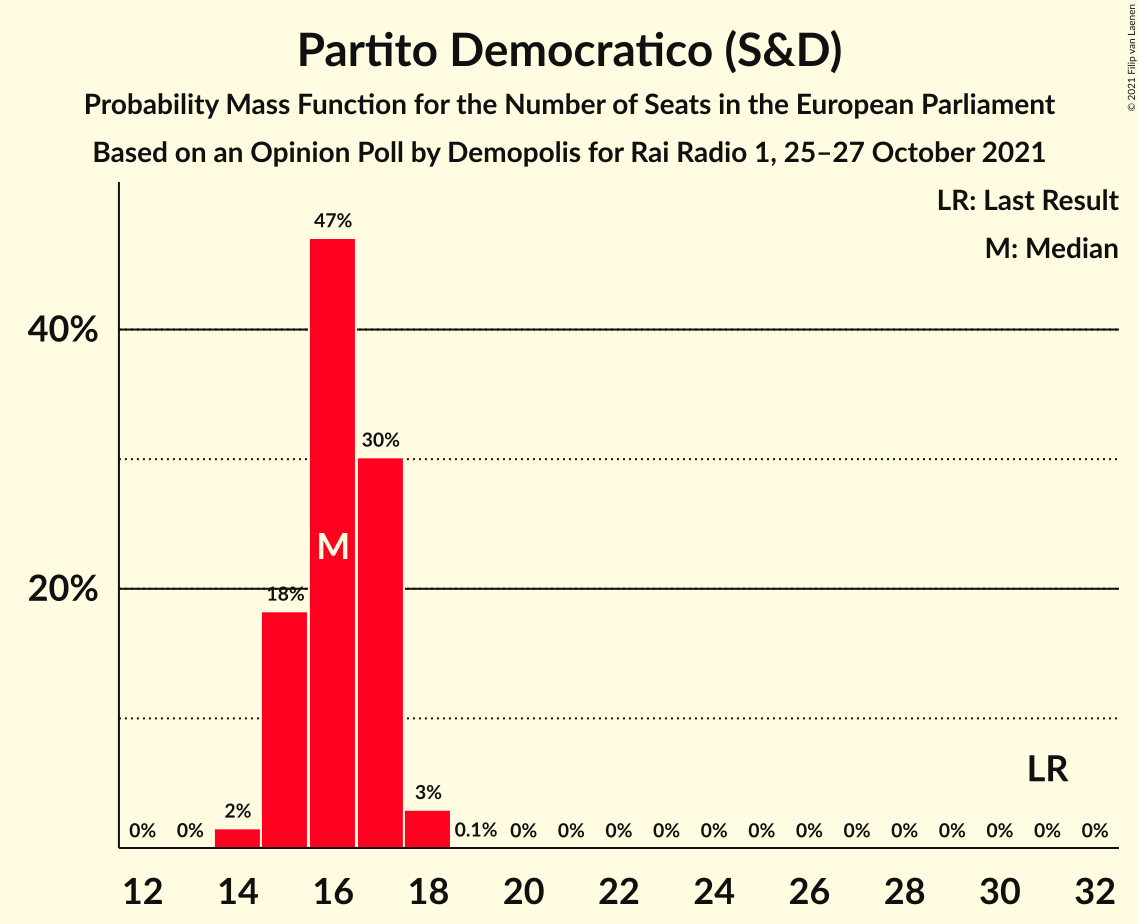 Partito Democratico (S&D)
Probability Mass Function for the Number of Seats in the European Parliament
Based on an Opinion Poll by Demopolis for Rai Radio 1, 25–27 October 2021
© 2021 Filip van Laenen
LR: Last Result
M: Median
47%
40%
30%
M
20%
18%
LR
2%
3%
0% 0% 0.1% 0% 0% 0% 0% 0% 0% 0% 0% 0% 0% 0% 0% 0%
12 14 16 18 20 22 24 26 28 30 32